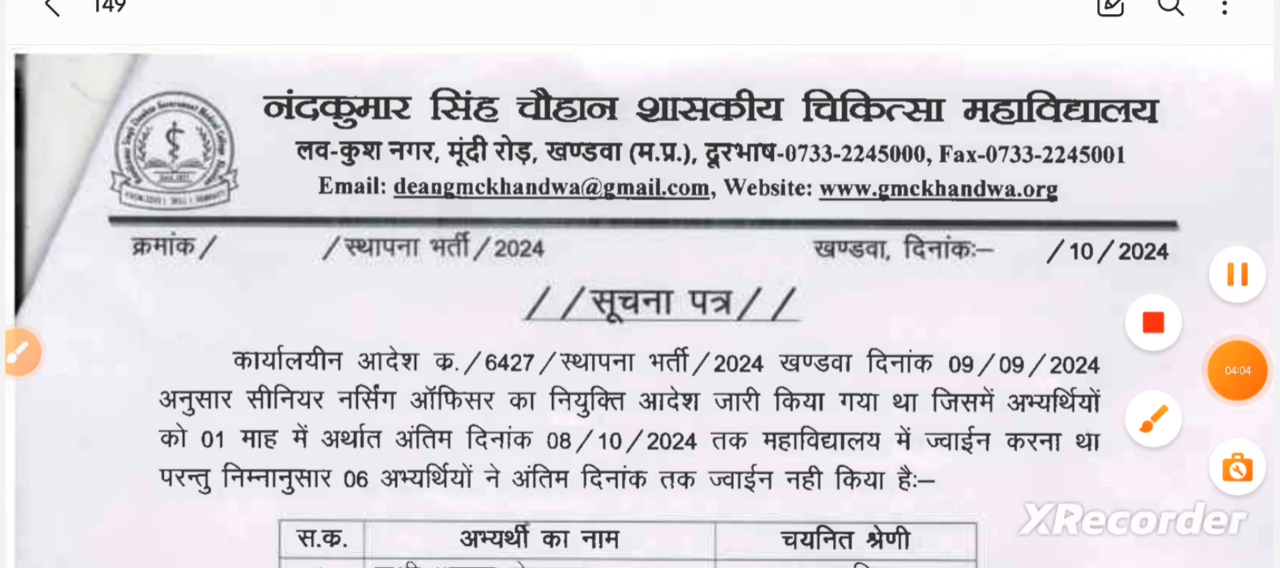 149
नंदकुमार सिंह चौहान शासकीय चिकित्सा महाविद्यालय
लव-कुश नगर, मूंदी रोड़, खण्डवा (म.प्र.), दूरभाष-0733-2245000, Fax-0733-2245001
Email: deangmckhandwa@gmail.com, Website: www.gmckhandwa.org
क्रमांक/ /स्थापना भर्ती/2024 खण्डवा, दिनांकः– /10/2024
//सूचना पत्र//
कार्यालयीन आदेश क./6427/स्थापना भर्ती/2024 खण्डवा दिनांक 09/09/2024
अनुसार सीनियर नर्सिंग ऑफिसर का नियुक्ति आदेश जारी किया गया था जिसमें अभ्यर्थियों
को 01 माह में अर्थात अंतिम दिनांक 08/10/2024 तक महाविद्यालय में ज्वाईन करना था
परन्तु निम्नानुसार 06 अभ्यर्थियों ने अंतिम दिनांक तक ज्वाईन नही किया हैः–
स.क. अभ्यर्थी का नाम चयनित श्रेणी
04:04
XRecorder